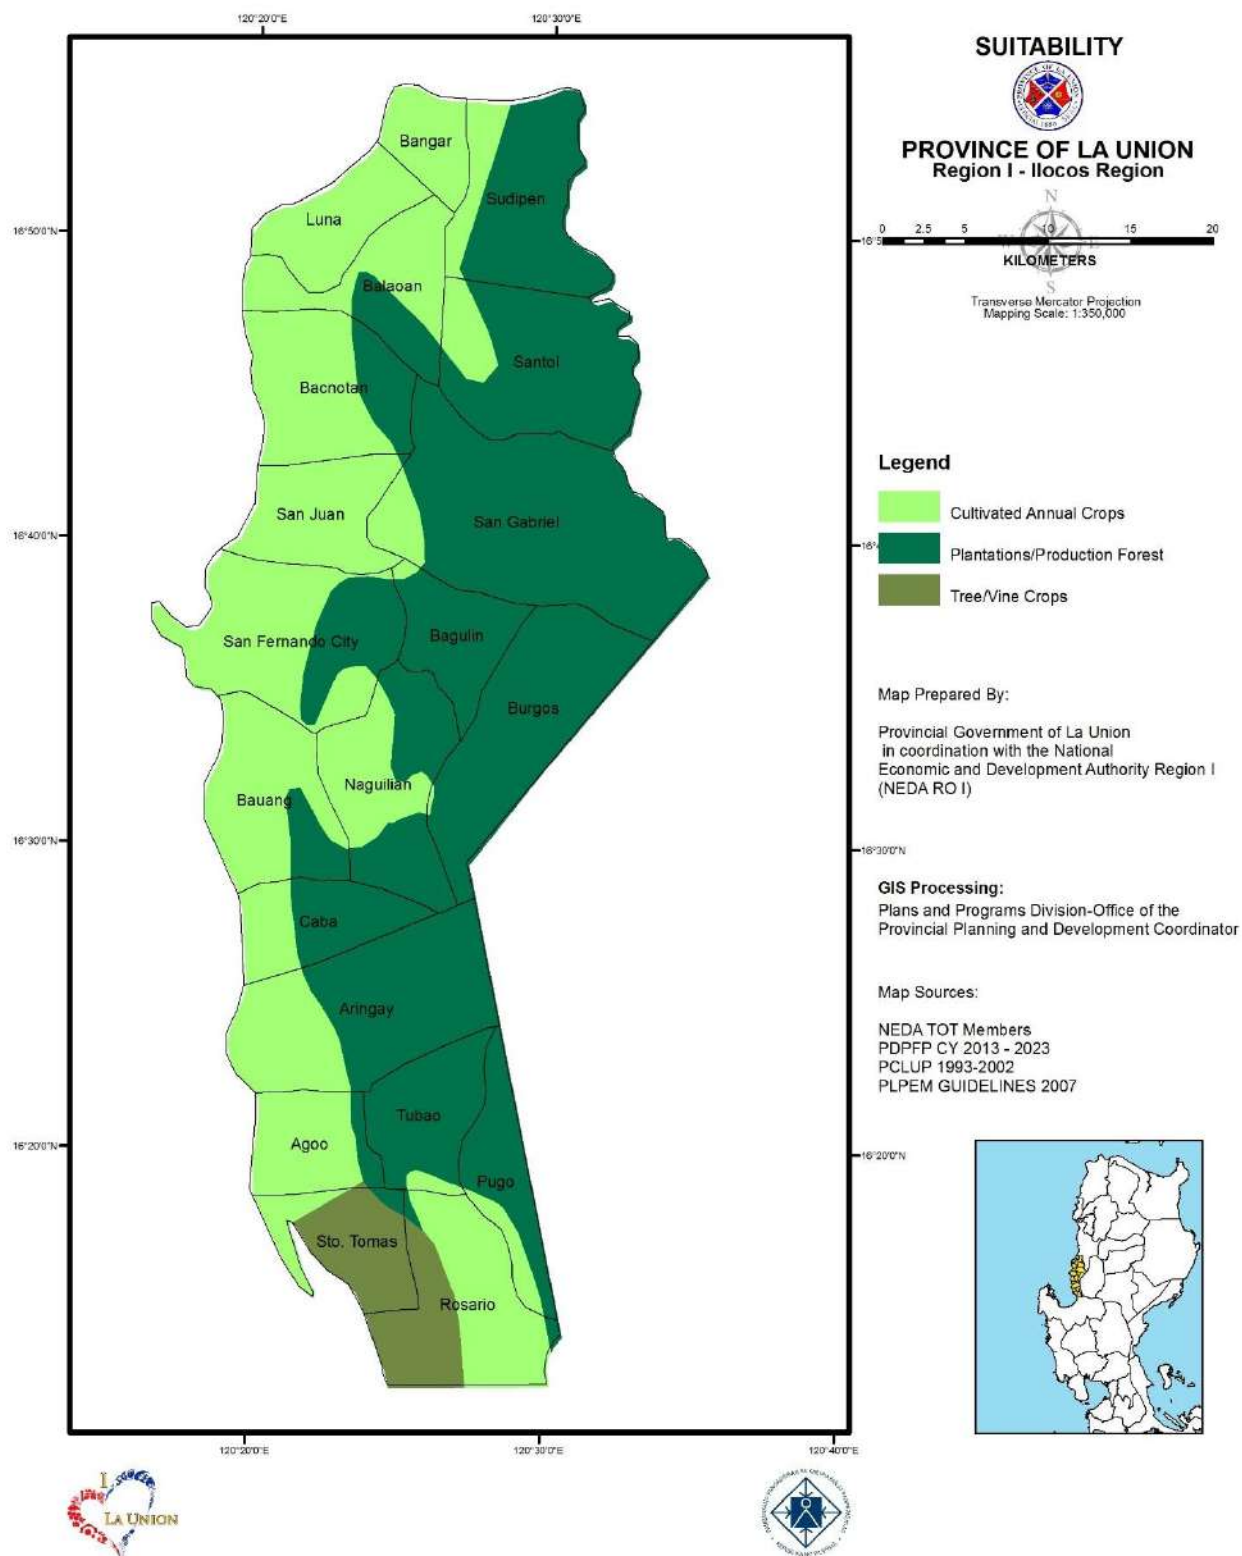 120°20'0"E
120°30'0"E
SUITABILITY
PROVINCE OF LA UNION
Region I - Ilocos Region
N
0 2.5 5 10 15 20
W E
KILOMETERS
S
Transverse Mercator Projection
Mapping Scale: 1:350,000
Bangar
Sudipen
Luna
16°50'0"N
Balaoan
Santol
Bacnotan
Legend
Cultivated Annual Crops
Plantations/Production Forest
Tree/Vine Crops
San Juan
San Gabriel
16°40'0"N
San Fernando City
Bagulin
Burgos
Map Prepared By:
Provincial Government of La Union
in coordination with the National
Economic and Development Authority Region I
(NEDA RO I)
Naguilian
Bauang
16°30'0"N
16°30'0"N
GIS Processing:
Plans and Programs Division-Office of the
Provincial Planning and Development Coordinator
Caba
Aringay
Map Sources:
NEDA TOT Members
PDPFP CY 2013 - 2023
PCLUP 1993-2002
PLPEM GUIDELINES 2007
Tubao
Agoo
16°20'0"N
16°20'0"N
Pugo
Sto. Tomas
Rosario
120°20'0"E
120°30'0"E
120°40'0"E
I
LA UNION